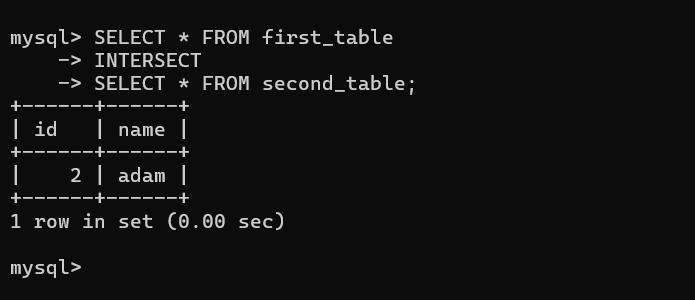 mysql> SELECT * FROM first_table
    -> INTERSECT
    -> SELECT * FROM second_table;
+------+------+
| id   | name |
+------+------+
|    2 | adam |
+------+------+
1 row in set (0.00 sec)
mysql>